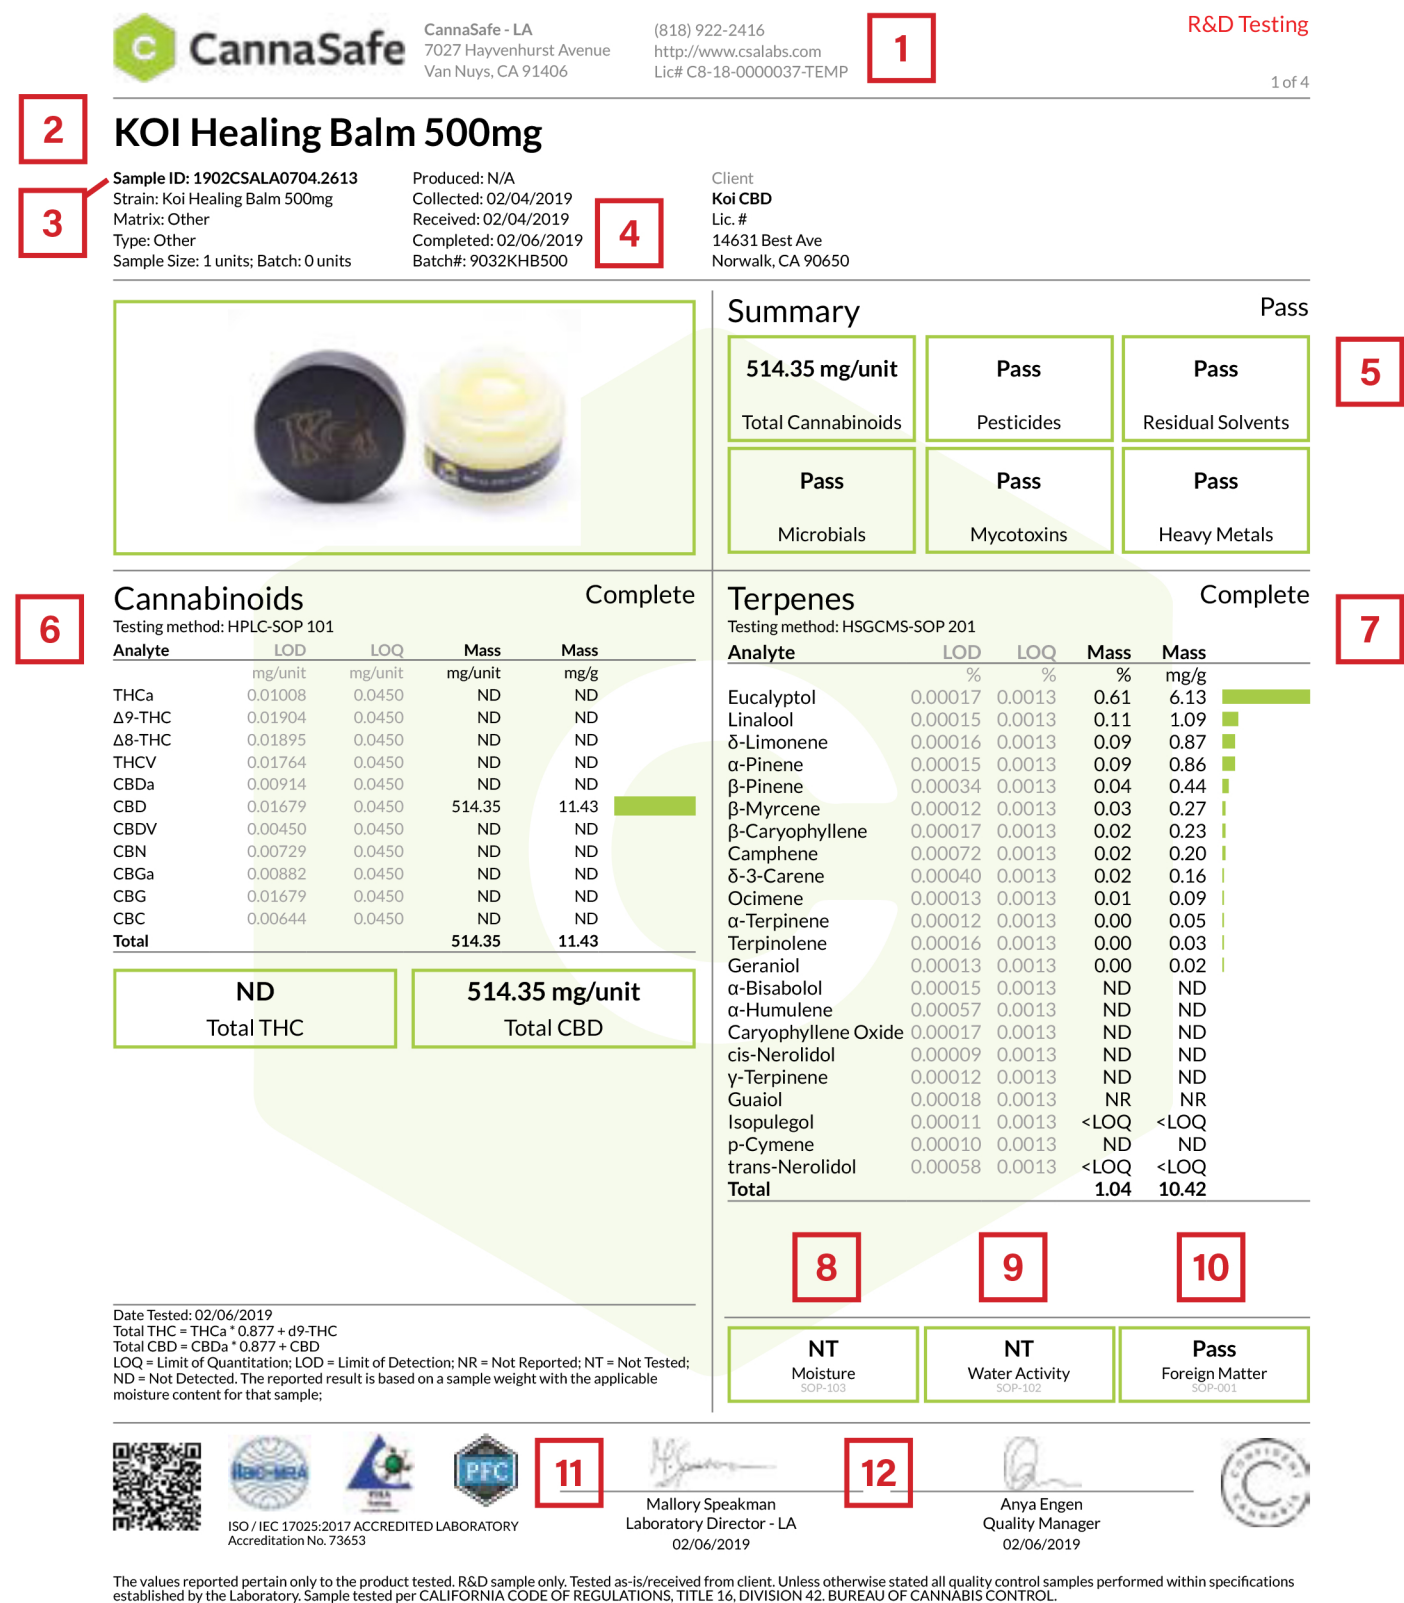 CannaSafe
CannaSafe - LA
7027 Hayvenhurst Avenue
Van Nuys, CA 91406
(818) 922-2416
http://www.csalabs.com
Lic# C8-18-0000037-TEMP
1
R&D Testing
1 of 4
2
KOI Healing Balm 500mg
3
Sample ID: 1902CSALA0704.2613
Strain: Koi Healing Balm 500mg
Matrix: Other
Type: Other
Sample Size: 1 units; Batch: 0 units
Produced: N/A
Collected: 02/04/2019
Received: 02/04/2019
Completed: 02/06/2019
Batch#: 9032KHB500
4
Client
Koi CBD
Lic. #
14631 Best Ave
Norwalk, CA 90650
Koi
Summary Pass
514.35 mg/unit
Total Cannabinoids
Pass
Pesticides
Pass
Residual Solvents
Pass
Microbials
Pass
Mycotoxins
Pass
Heavy Metals
5
6
Cannabinoids Complete
Testing method: HPLC-SOP 101
Analyte LOD LOQ Mass Mass
mg/unit mg/unit mg/unit mg/g
THCa 0.01008 0.0450 ND ND
Δ9-THC 0.01904 0.0450 ND ND
Δ8-THC 0.01895 0.0450 ND ND
THCV 0.01764 0.0450 ND ND
CBDa 0.00914 0.0450 ND ND
CBD 0.01679 0.0450 514.35 11.43
CBDV 0.00450 0.0450 ND ND
CBN 0.00729 0.0450 ND ND
CBGa 0.00882 0.0450 ND ND
CBG 0.01679 0.0450 ND ND
CBC 0.00644 0.0450 ND ND
Total 514.35 11.43
ND
Total THC
514.35 mg/unit
Total CBD
7
Terpenes Complete
Testing method: HSGCMS-SOP 201
Analyte LOD LOQ Mass Mass
% % % mg/g
Eucalyptol 0.00017 0.0013 0.61 6.13
Linalool 0.00015 0.0013 0.11 1.09
δ-Limonene 0.00016 0.0013 0.09 0.87
α-Pinene 0.00015 0.0013 0.09 0.86
β-Pinene 0.00034 0.0013 0.04 0.44
β-Myrcene 0.00012 0.0013 0.03 0.27
β-Caryophyllene 0.00017 0.0013 0.02 0.23
Camphene 0.00072 0.0013 0.02 0.20
δ-3-Carene 0.00040 0.0013 0.02 0.16
Ocimene 0.00013 0.0013 0.01 0.09
α-Terpinene 0.00012 0.0013 0.00 0.05
Terpinolene 0.00016 0.0013 0.00 0.03
Geraniol 0.00013 0.0013 0.00 0.02
α-Bisabolol 0.00015 0.0013 ND ND
α-Humulene 0.00057 0.0013 ND ND
Caryophyllene Oxide 0.00017 0.0013 ND ND
cis-Nerolidol 0.00009 0.0013 ND ND
γ-Terpinene 0.00012 0.0013 ND ND
Guaiol 0.00018 0.0013 NR NR
Isopulegol 0.00011 0.0013 <LOQ <LOQ
p-Cymene 0.00010 0.0013 ND ND
trans-Nerolidol 0.00058 0.0013 <LOQ <LOQ
Total 1.04 10.42
8
9
10
Date Tested: 02/06/2019
Total THC = THCa * 0.877 + d9-THC
Total CBD = CBDa * 0.877 + CBD
LOQ = Limit of Quantitation; LOD = Limit of Detection; NR = Not Reported; NT = Not Tested;
ND = Not Detected. The reported result is based on a sample weight with the applicable
moisture content for that sample;
NT
Moisture
SOP-103
NT
Water Activity
SOP-102
Pass
Foreign Matter
SOP-001
ilac-MRA
PJLA
Testing
PFC
ISO / IEC 17025:2017 ACCREDITED LABORATORY
Accreditation No. 73653
11
Mallory Speakman
Laboratory Director - LA
02/06/2019
12
Anya Engen
Quality Manager
02/06/2019
CONFIDENT CANNABIS
The values reported pertain only to the product tested. R&D sample only. Tested as-is/received from client. Unless otherwise stated all quality control samples performed within specifications
established by the Laboratory. Sample tested per CALIFORNIA CODE OF REGULATIONS, TITLE 16, DIVISION 42. BUREAU OF CANNABIS CONTROL.